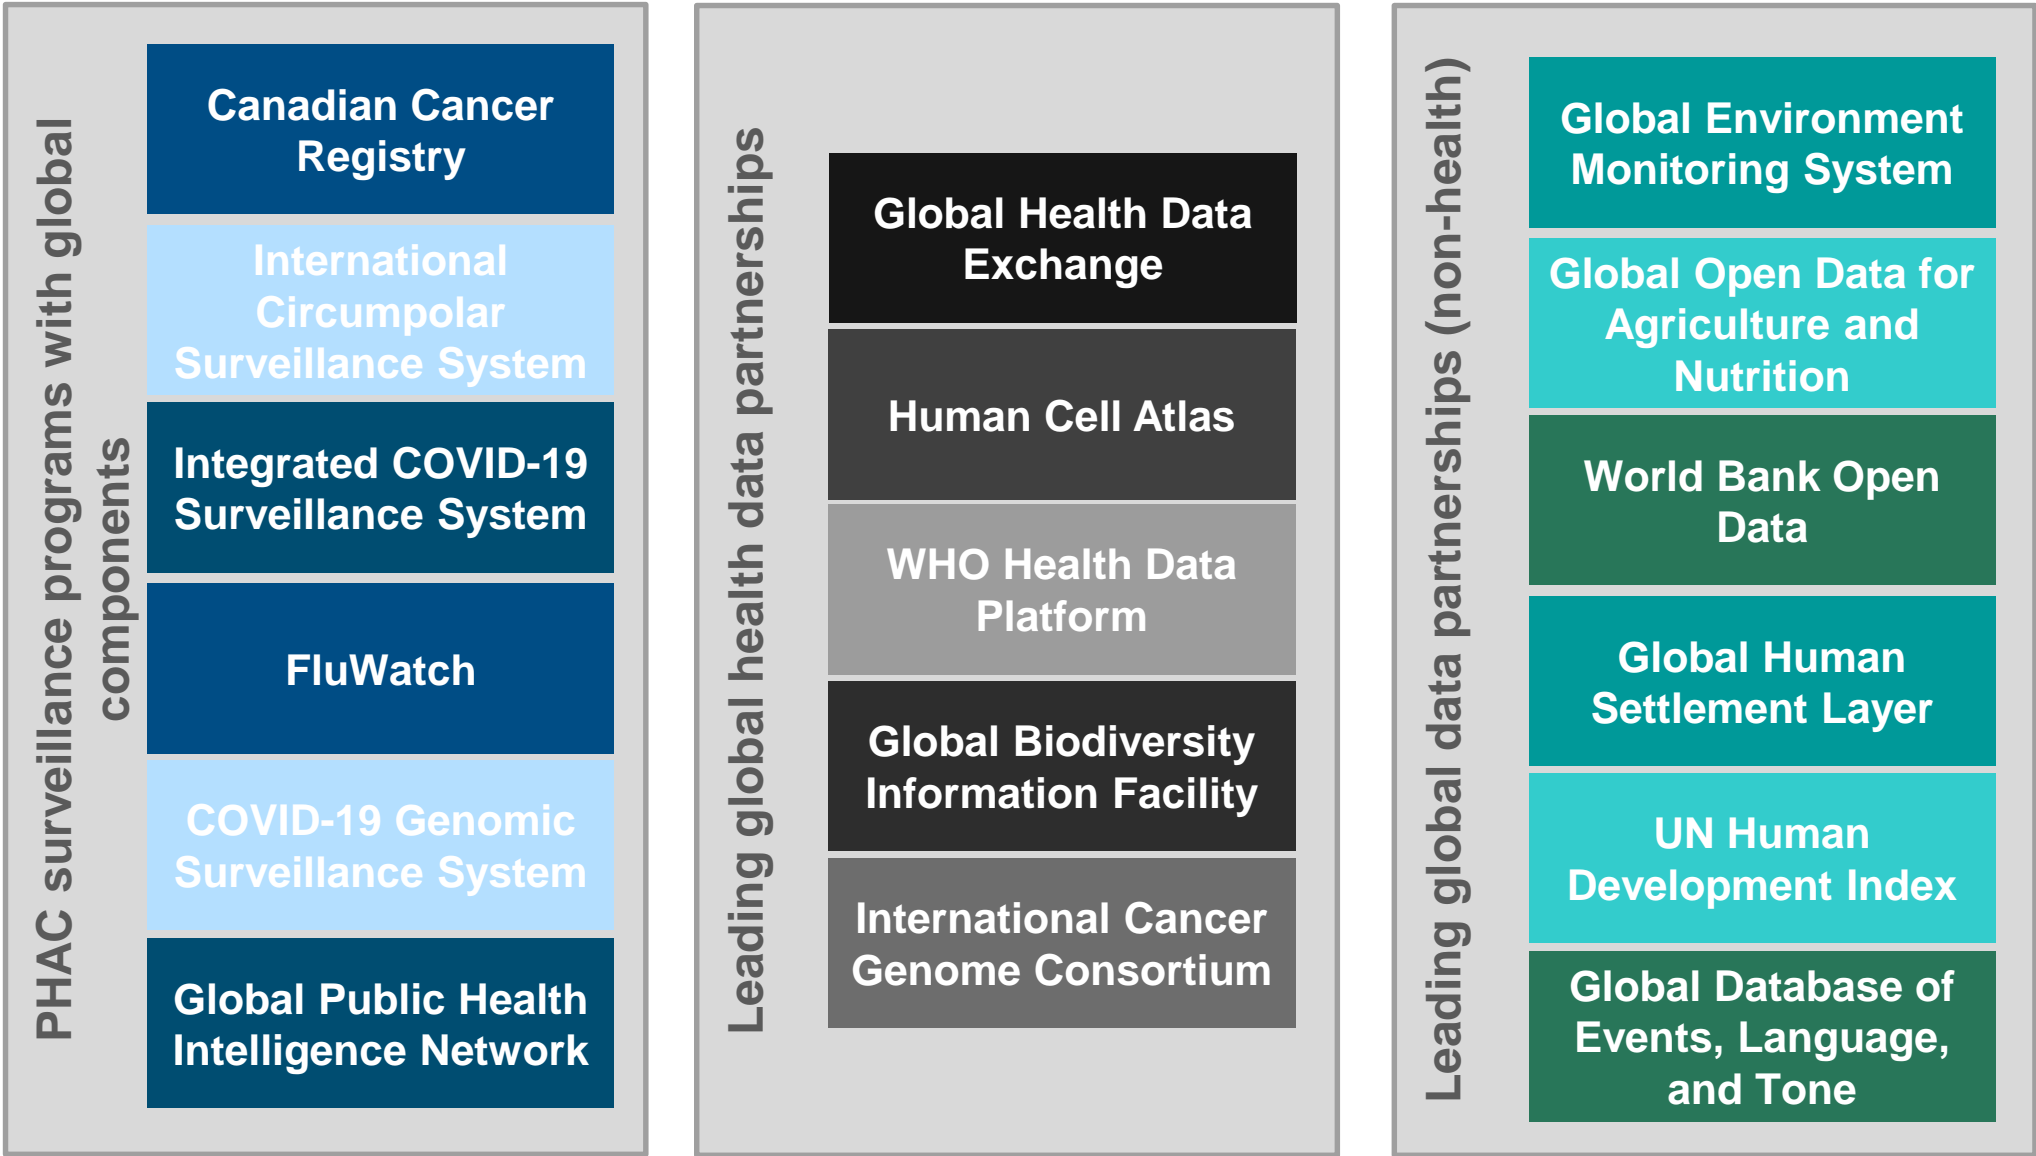 PHAC surveillance programs with global
components
Canadian Cancer
Registry
International
Circumpolar
Surveillance System
Integrated COVID-19
Surveillance System
FluWatch
COVID-19 Genomic
Surveillance System
Global Public Health
Intelligence Network
Leading global health data partnerships
Global Health Data
Exchange
Human Cell Atlas
WHO Health Data
Platform
Global Biodiversity
Information Facility
International Cancer
Genome Consortium
Leading global data partnerships (non-health)
Global Environment
Monitoring System
Global Open Data for
Agriculture and
Nutrition
World Bank Open
Data
Global Human
Settlement Layer
UN Human
Development Index
Global Database of
Events, Language,
and Tone